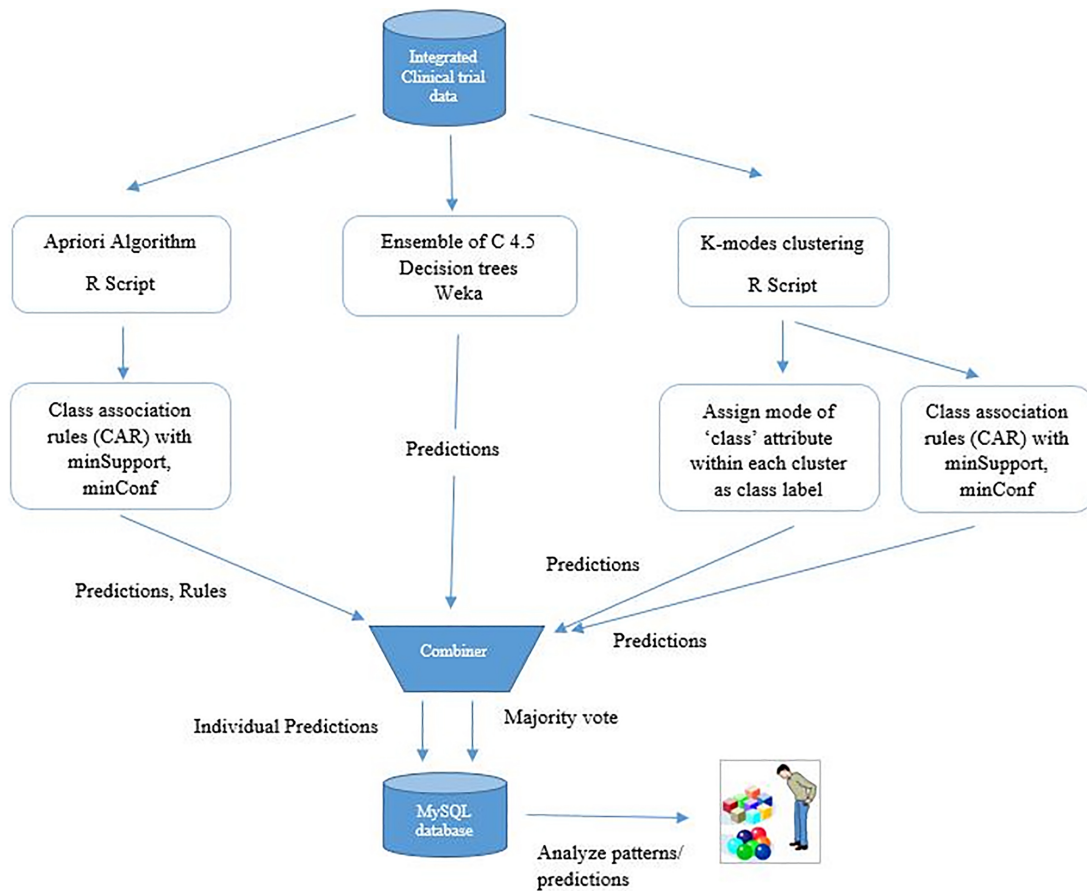 Integrated
Clinical trial
data
Apriori Algorithm
R Script
Ensemble of C 4.5
Decision trees
Weka
K-modes clustering
R Script
Class association
rules (CAR) with
minSupport,
minConf
Predictions
Assign mode of
‘class’ attribute
within each cluster
as class label
Class association
rules (CAR) with
minSupport,
minConf
Predictions, Rules
Predictions
Predictions
Combiner
Individual Predictions
Majority vote
MySQL
database
Analyze patterns/
predictions